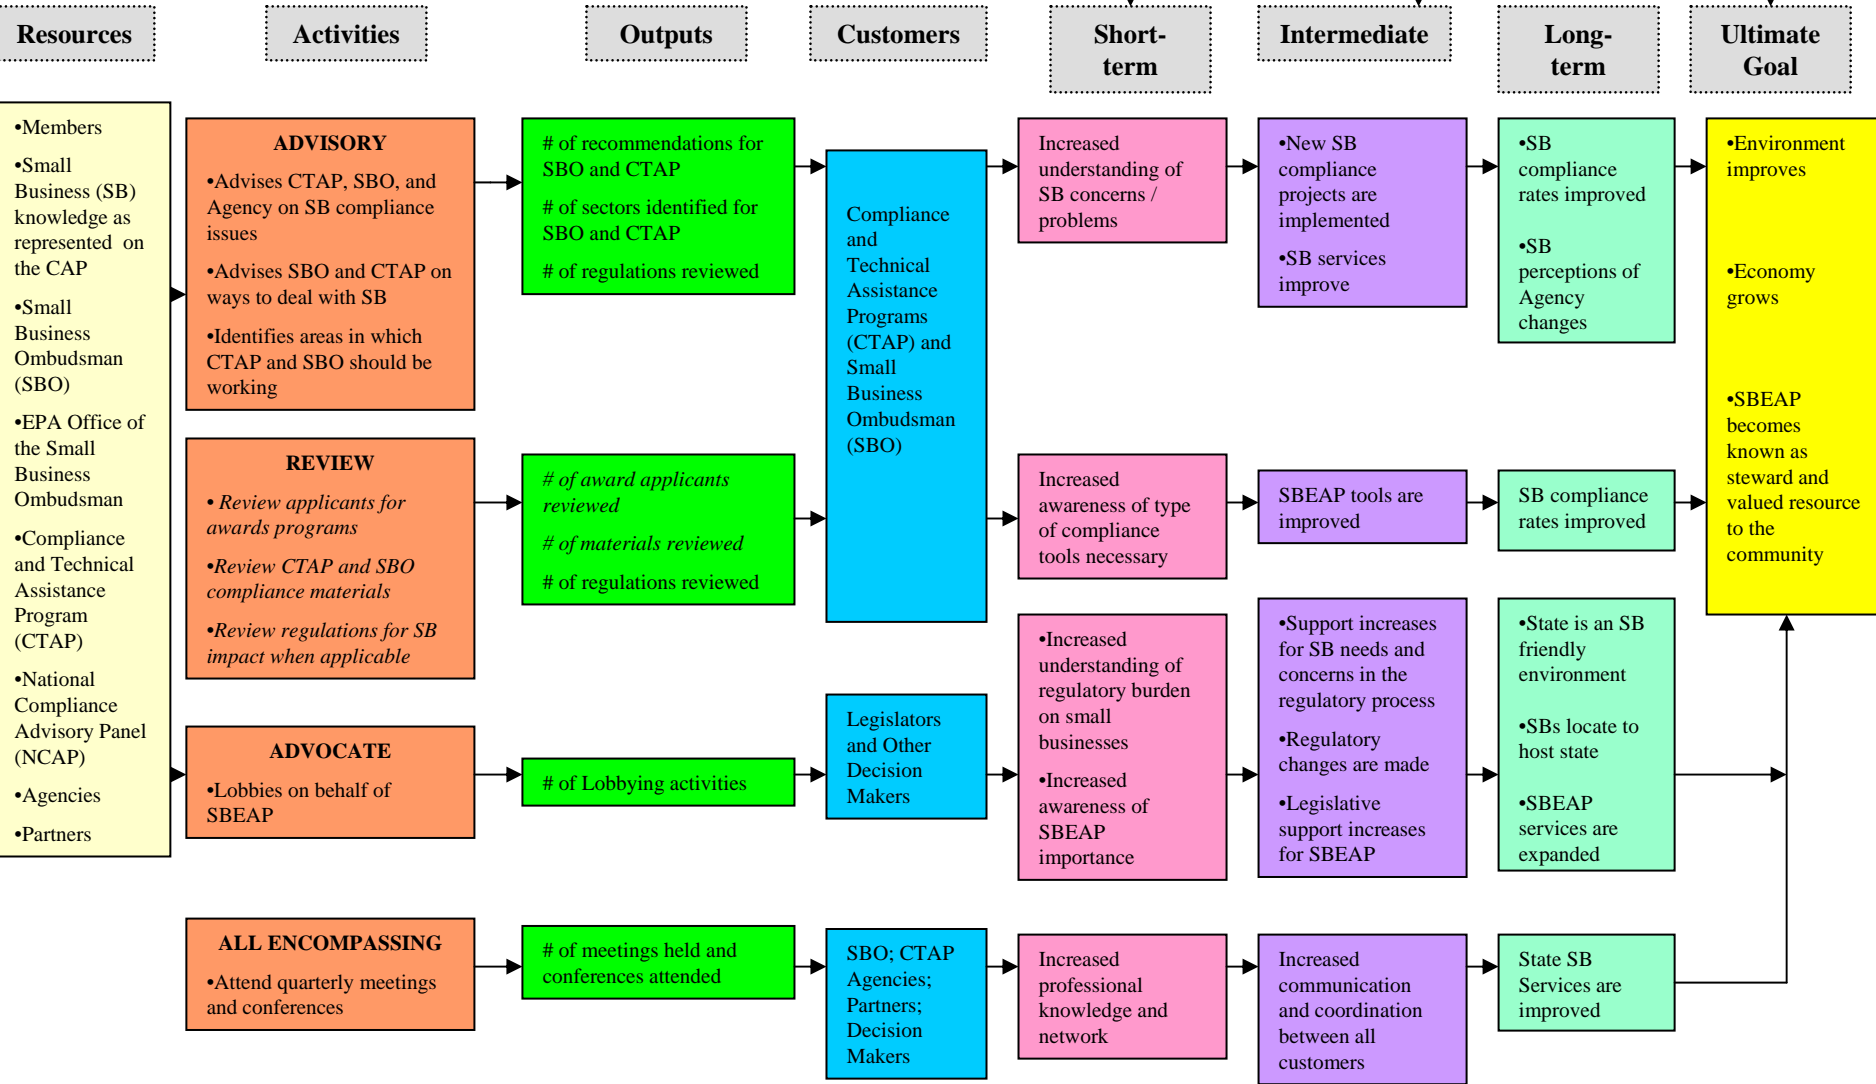 Resources
Activities
Outputs
Customers
Short-
term
Intermediate
Long-
term
Ultimate
Goal
•Members
•Small
Business (SB)
knowledge as
represented on
the CAP
•Small
Business
Ombudsman
(SBO)
•EPA Office of
the Small
Business
Ombudsman
•Compliance
and Technical
Assistance
Program
(CTAP)
•National
Compliance
Advisory Panel
(NCAP)
•Agencies
•Partners
ADVISORY
•Advises CTAP, SBO, and
Agency on SB compliance
issues
•Advises SBO and CTAP on
ways to deal with SB
•Identifies areas in which
CTAP and SBO should be
working
# of recommendations for
SBO and CTAP
# of sectors identified for
SBO and CTAP
# of regulations reviewed
Compliance
and
Technical
Assistance
Programs
(CTAP) and
Small
Business
Ombudsman
(SBO)
Increased
understanding of
SB concerns /
problems
•New SB
compliance
projects are
implemented
•SB services
improve
•SB
compliance
rates improved
•SB
perceptions of
Agency
changes
•Environment
improves
•Economy
grows
•SBEAP
becomes
known as
steward and
valued resource
to the
community
REVIEW
• Review applicants for
awards programs
•Review CTAP and SBO
compliance materials
•Review regulations for SB
impact when applicable
# of award applicants
reviewed
# of materials reviewed
# of regulations reviewed
Increased
awareness of type
of compliance
tools necessary
SBEAP tools are
improved
SB compliance
rates improved
ADVOCATE
•Lobbies on behalf of
SBEAP
# of Lobbying activities
Legislators
and Other
Decision
Makers
•Increased
understanding of
regulatory burden
on small
businesses
•Increased
awareness of
SBEAP
importance
•Support increases
for SB needs and
concerns in the
regulatory process
•Regulatory
changes are made
•Legislative
support increases
for SBEAP
•State is an SB
friendly
environment
•SBs locate to
host state
•SBEAP
services are
expanded
ALL ENCOMPASSING
•Attend quarterly meetings
and conferences
# of meetings held and
conferences attended
SBO; CTAP
Agencies;
Partners;
Decision
Makers
Increased
professional
knowledge and
network
Increased
communication
and coordination
between all
customers
State SB
Services are
improved